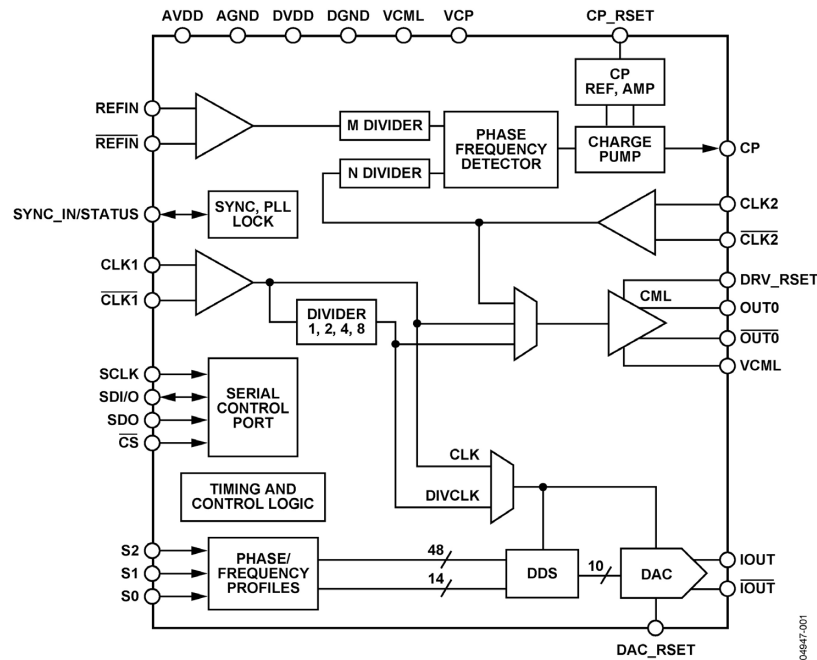 AVDD AGND DVDD DGND VCML VCP CP_RSET
CP
REF, AMP
REFIN
REFIN
M DIVIDER
PHASE
FREQUENCY
DETECTOR
CHARGE
PUMP
CP
N DIVIDER
SYNC_IN/STATUS
SYNC, PLL
LOCK
CLK2
CLK2
CLK1
CLK1
DIVIDER
1, 2, 4, 8
CML
DRV_RSET
OUT0
OUT0
VCML
SCLK
SDI/O
SDO
CS
SERIAL
CONTROL
PORT
CLK
DIVCLK
TIMING AND
CONTROL LOGIC
S2
S1
S0
PHASE/
FREQUENCY
PROFILES
48
14
DDS
10
DAC
IOUT
IOUT
DAC_RSET
04947-001